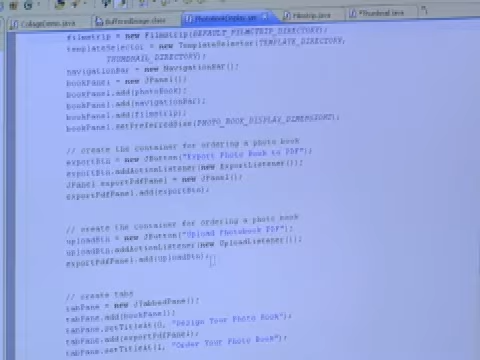 CollageDemo.java BufferedImage.class PhotoBookDisplay.jav Filmstrip.java *Thumbnail.java
filmstrip = new Filmstrip(DEFAULT_FILMSTRIP_DIRECTORY);
templateSelector = new TemplateSelector(TEMPLATE_DIRECTORY,
THUMBNAIL_DIRECTORY);
navigationBar = new NavigationBar();
bookPanel = new JPanel();
bookPanel.add(photoBook);
bookPanel.add(navigationBar);
bookPanel.add(filmstrip);
bookPanel.setPreferredSize(PHOTO_BOOK_DISPLAY_DIMENSIONS);
// create the container for ordering a photo book
exportBtn = new JButton("Export Photo Book to PDF");
exportBtn.addActionListener(new ExportListener());
JPanel exportPdfPanel = new JPanel();
exportPdfPanel.add(exportBtn);
// create the container for ordering a photo book
uploadBtn = new JButton("Upload Photobook PDF");
uploadBtn.addActionListener(new UploadListener());
exportPdfPanel.add(uploadBtn);
// create tabs
tabPane = new JTabbedPane();
tabPane.add(bookPanel);
tabPane.setTitleAt(0, "Design Your Photo Book");
tabPane.add(exportPdfPanel);
tabPane.setTitleAt(1, "Order Your Photo Book");